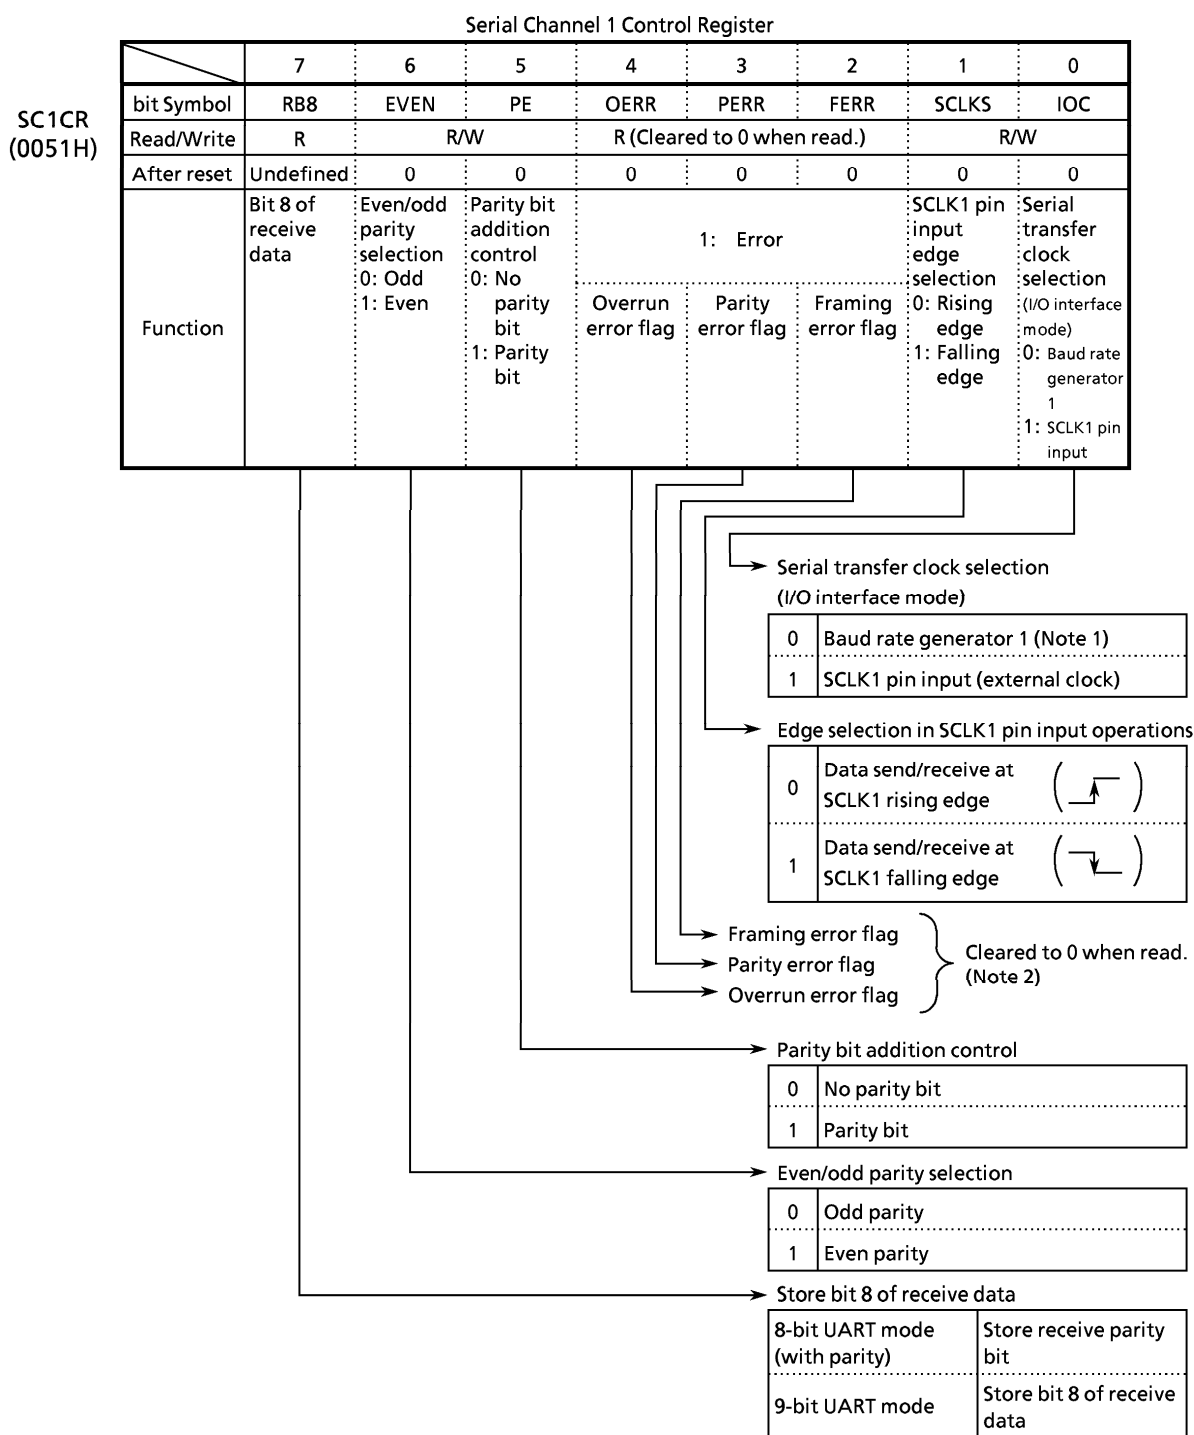 Serial Channel 1 Control Register
SC1CR
(0051H)
7 6 5 4 3 2 1 0
bit Symbol RB8 EVEN PE OERR PERR FERR SCLKS IOC
Read/Write R R/W R (Cleared to 0 when read.) R/W
After reset Undefined 0 0 0 0 0 0 0
Function
Bit 8 of
receive
data
Even/odd
parity
selection
0: Odd
1: Even
Parity bit
addition
control
0: No
parity
bit
1: Parity
bit
1: Error
Overrun
error flag
Parity
error flag
Framing
error flag
SCLK1 pin
input
edge
selection
0: Rising
edge
1: Falling
edge
Serial
transfer
clock
selection
(I/O interface
mode)
0: Baud rate
generator
1
1: SCLK1 pin
input
Serial transfer clock selection
(I/O interface mode)
0 Baud rate generator 1 (Note 1)
1 SCLK1 pin input (external clock)
Edge selection in SCLK1 pin input operations
0 Data send/receive at
SCLK1 rising edge
1 Data send/receive at
SCLK1 falling edge
Framing error flag
Parity error flag
Overrun error flag
Cleared to 0 when read.
(Note 2)
Parity bit addition control
0 No parity bit
1 Parity bit
Even/odd parity selection
0 Odd parity
1 Even parity
Store bit 8 of receive data
8-bit UART mode
(with parity)
Store receive parity
bit
9-bit UART mode
Store bit 8 of receive
data